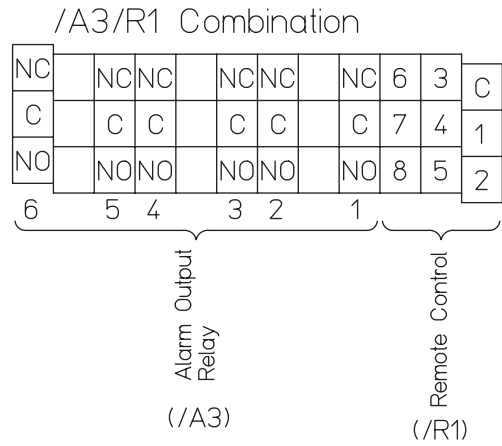 /A3/R1 Combination
NC NC NC NC NC NC 6 3 C
C C C C C C 7 4 1
NO NO NO NO NO NO 8 5 2
6 5 4 3 2 1
Alarm Output
Relay
(/A3)
Remote Control
(/R1)